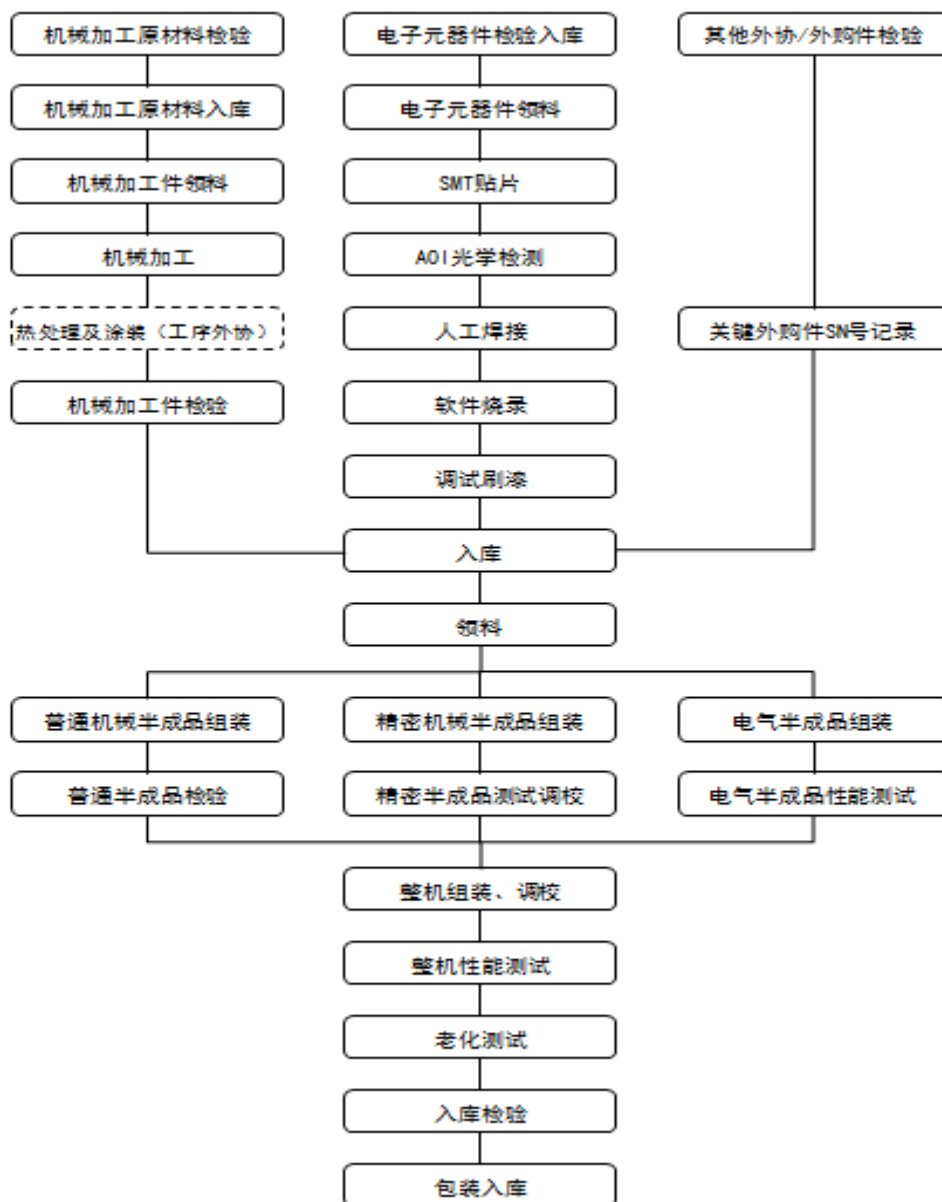 机械加工原材料检验
电子元器件检验入库
其他外协/外购件检验
机械加工原材料入库
电子元器件领料
机械加工件领料
SMT贴片
机械加工
AOI光学检测
热处理及涂装（工序外协）
人工焊接
关键外购件SN号记录
机械加工件检验
软件烧录
调试刷漆
入库
领料
普通机械半成品组装
精密机械半成品组装
电气半成品组装
普通半成品检验
精密半成品测试调校
电气半成品性能测试
整机组装、调校
整机性能测试
老化测试
入库检验
包装入库